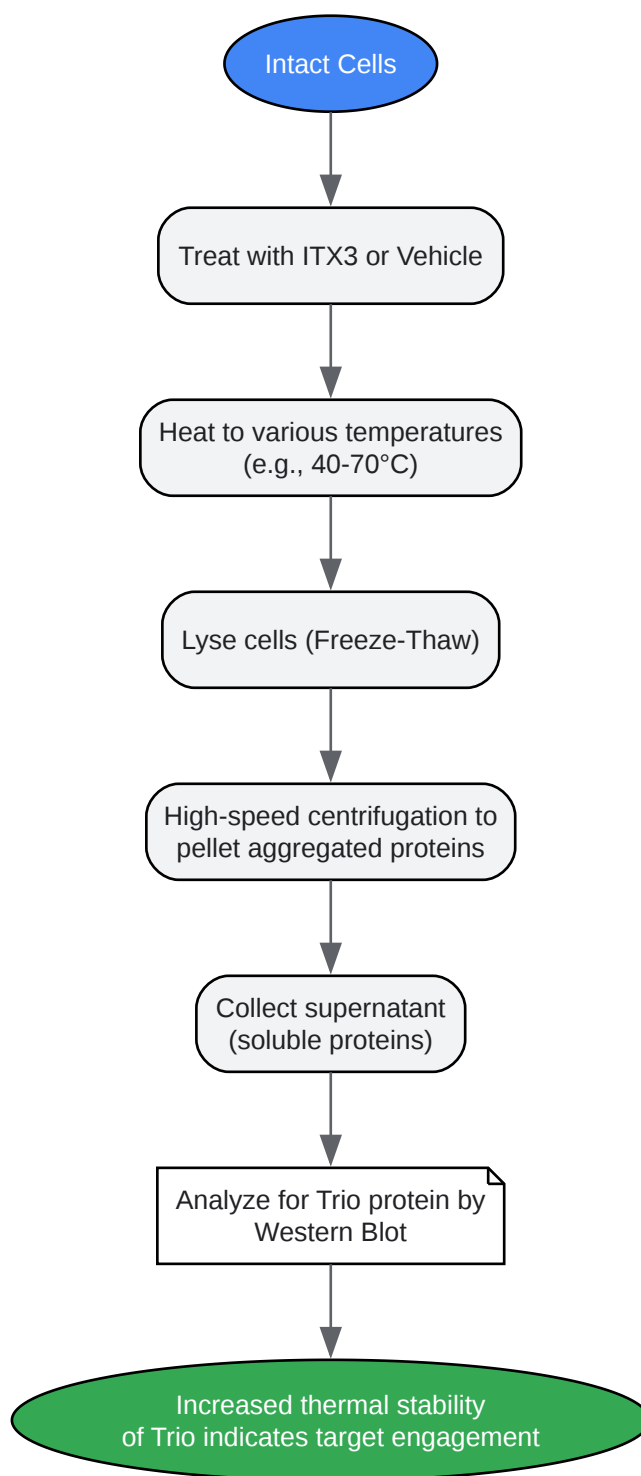 Intact Cells
Treat with ITX3 or Vehicle
Heat to various temperatures
(e.g., 40-70°C)
Lyse cells (Freeze-Thaw)
High-speed centrifugation to
pellet aggregated proteins
Collect supernatant
(soluble proteins)
Analyze for Trio protein by
Western Blot
Increased thermal stability
of Trio indicates target engagement